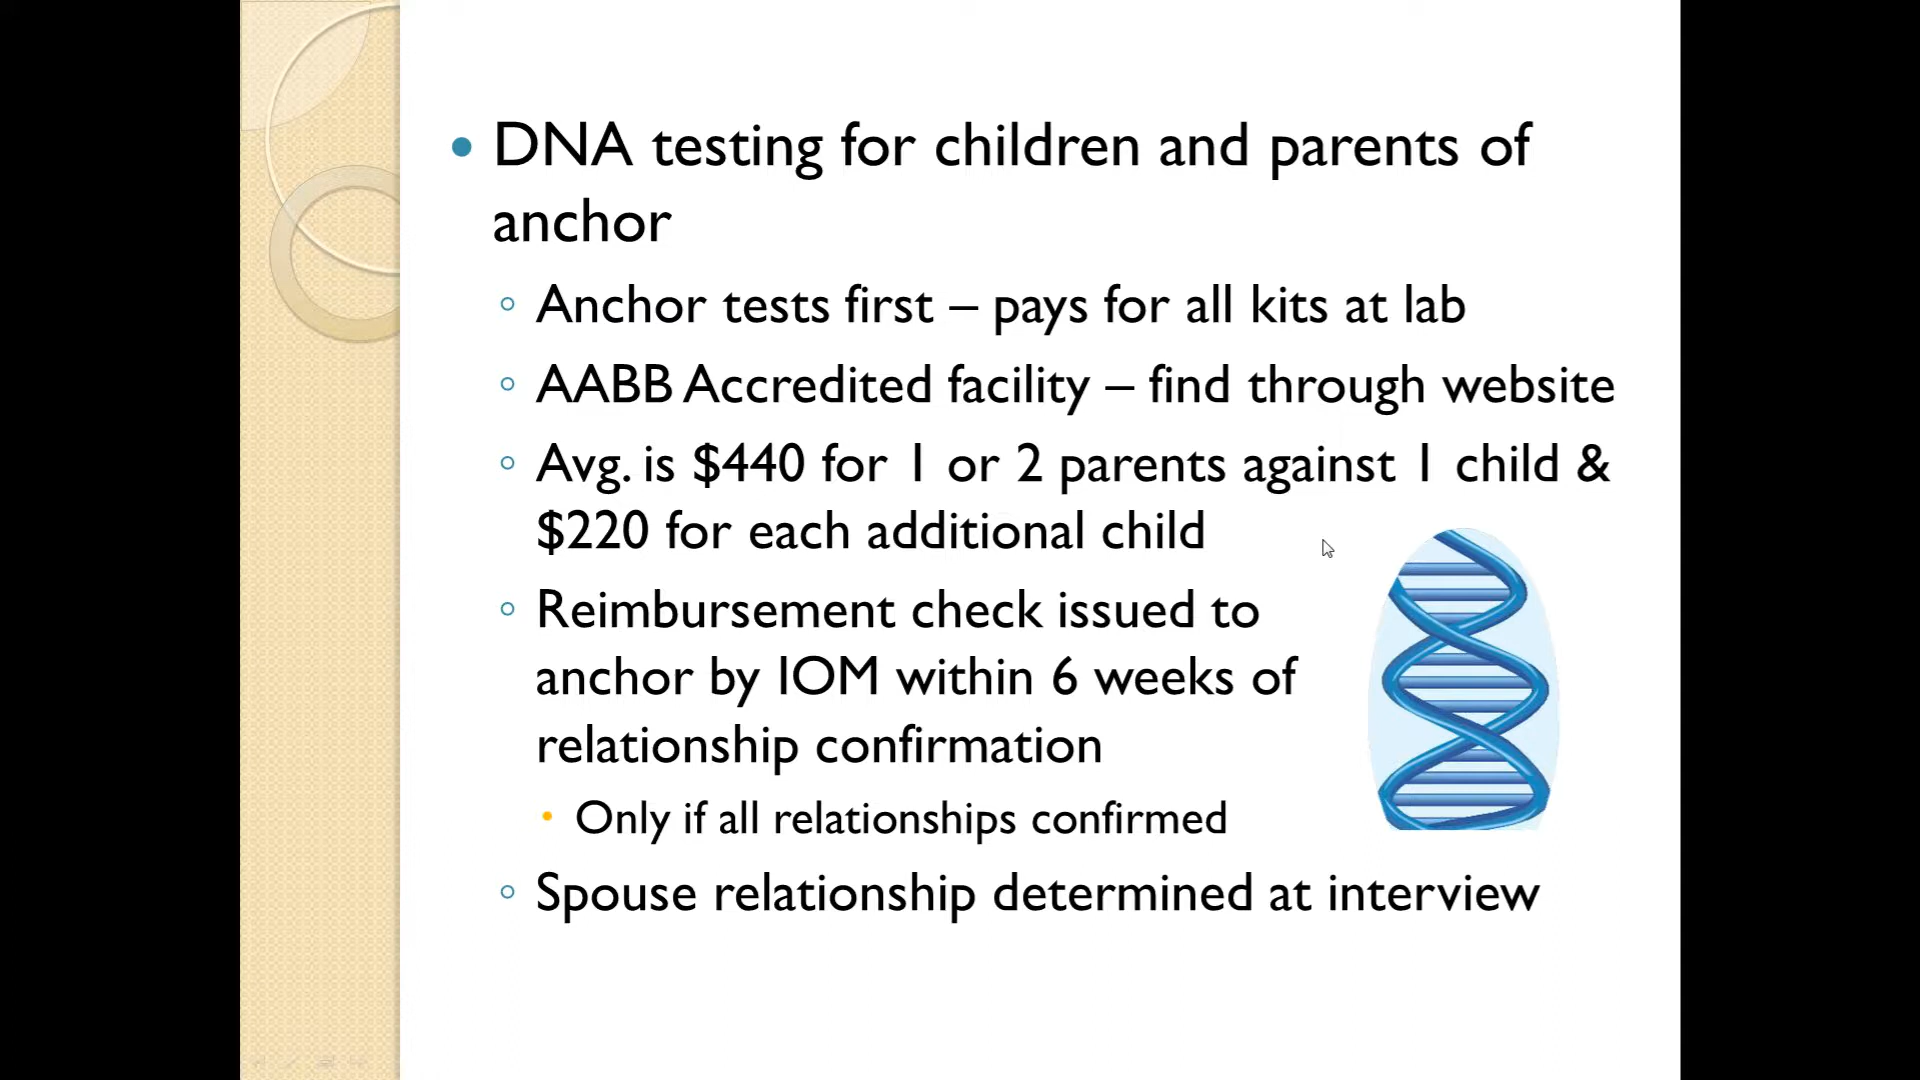 DNA testing for children and parents of
anchor
Anchor tests first – pays for all kits at lab
AABB Accredited facility – find through website
Avg. is $440 for 1 or 2 parents against 1 child &
$220 for each additional child
Reimbursement check issued to
anchor by IOM within 6 weeks of
relationship confirmation
Only if all relationships confirmed
Spouse relationship determined at interview